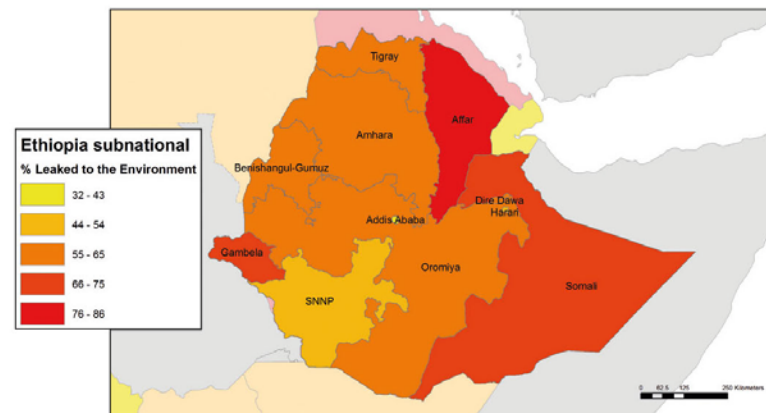 Tigray
Affar
Amhara
Ethiopia subnational
% Leaked to the Environment
32 - 43
44 - 54
55 - 65
66 - 75
76 - 86
Benishangul-Gumuz
Dire Dawa
Harari
Addis Ababa
Gambela
Oromiya
Somali
SNNP
0 62.5 125 250 Kilometers